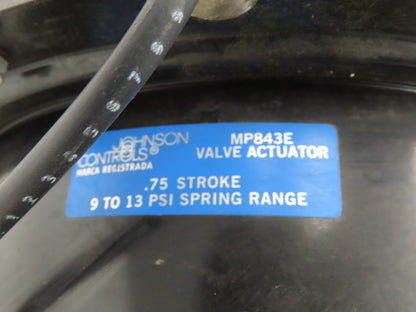 JOHNSON
CONTROLS®
MARCA REGISTRADA
MP843E
VALVE ACTUATOR
.75 STROKE
9 TO 13 PSI SPRING RANGE